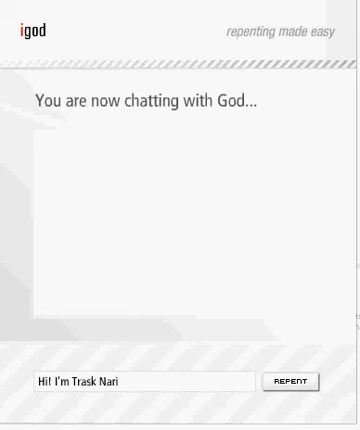 igod
repenting made easy
You are now chatting with God...
Hi! I'm Trask Nari
REPENT